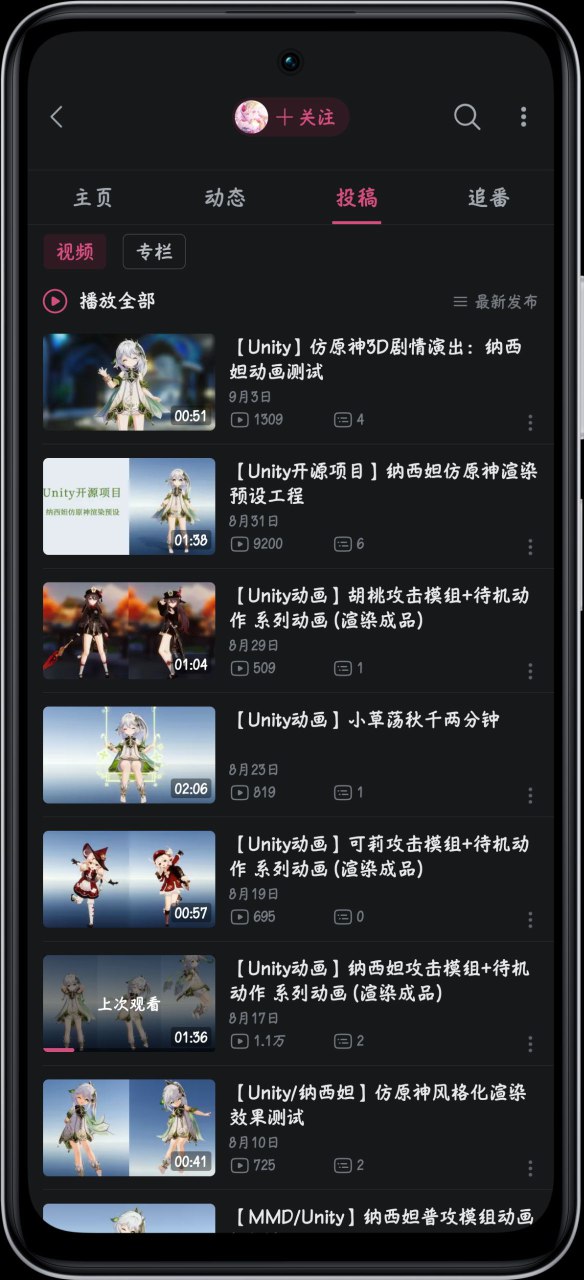 关注
主页 动态 投稿 追番
视频 专栏
播放全部 最新发布
【Unity】仿原神3D剧情演出：纳西
妲动画测试
9月3日
00:51
1309 4
【Unity开源项目】纳西妲仿原神渲染
预设工程
Unity开源项目
纳西妲仿原神渲染预设
8月31日
01:38
9200 6
【Unity动画】胡桃攻击模组+待机动
作 系列动画 (渲染成品)
8月29日
01:04
509 1
【Unity动画】小草荡秋千两分钟
8月23日
02:06
819 1
【Unity动画】可莉攻击模组+待机动
作 系列动画 (渲染成品)
8月19日
00:57
695 0
【Unity动画】纳西妲攻击模组+待机
动作 系列动画 (渲染成品)
上次观看
8月17日
01:36
1.1万 2
【Unity/纳西妲】仿原神风格化渲染
效果测试
8月10日
00:41
725 2
【MMD/Unity】纳西妲普攻模组动画